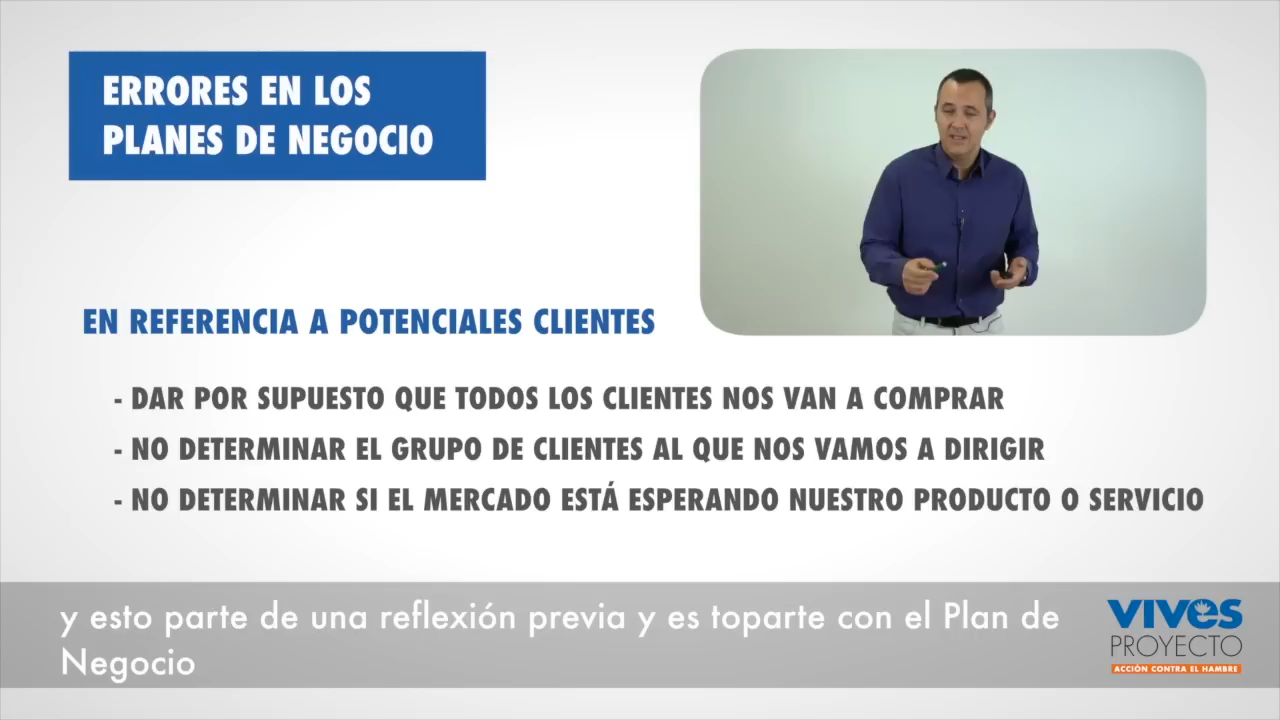 ERRORES EN LOS
PLANES DE NEGOCIO
EN REFERENCIA A POTENCIALES CLIENTES
- DAR POR SUPUESTO QUE TODOS LOS CLIENTES NOS VAN A COMPRAR
- NO DETERMINAR EL GRUPO DE CLIENTES AL QUE NOS VAMOS A DIRIGIR
- NO DETERMINAR SI EL MERCADO ESTÁ ESPERANDO NUESTRO PRODUCTO O SERVICIO
y esto parte de una reflexión previa y es toparte con el Plan de
Negocio
VIVES
PROYECTO
ACCIÓN CONTRA EL HAMBRE